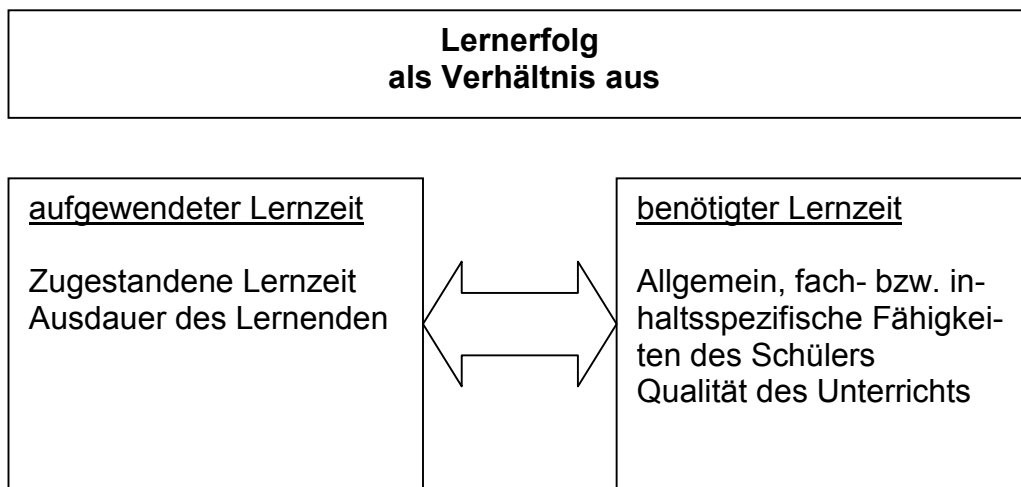 Lernerfolg
als Verhältnis aus
aufgewendeter Lernzeit
Zugestandene Lernzeit
Ausdauer des Lernenden
benötigter Lernzeit
Allgemein, fach- bzw. in-
haltsspezifische Fähigkei-
ten des Schülers
Qualität des Unterrichts